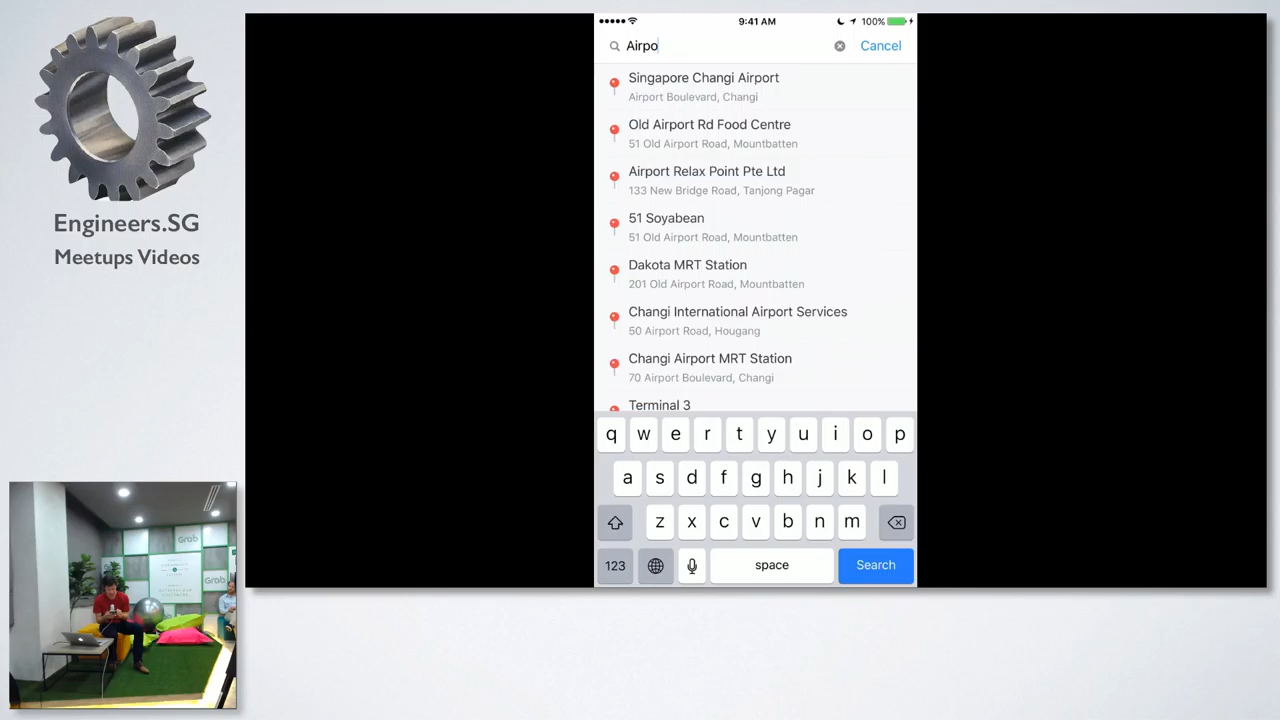 Engineers.SG
Meetups Videos
9:41 AM
100%
Airpo
Cancel
Singapore Changi Airport
Airport Boulevard, Changi
Old Airport Rd Food Centre
51 Old Airport Road, Mountbatten
Airport Relax Point Pte Ltd
133 New Bridge Road, Tanjong Pagar
51 Soyabean
51 Old Airport Road, Mountbatten
Dakota MRT Station
201 Old Airport Road, Mountbatten
Changi International Airport Services
50 Airport Road, Hougang
Changi Airport MRT Station
70 Airport Boulevard, Changi
Terminal 3
q w e r t y u i o p
a s d f g h j k l
z x c v b n m
123 space Search
Grab
Grab